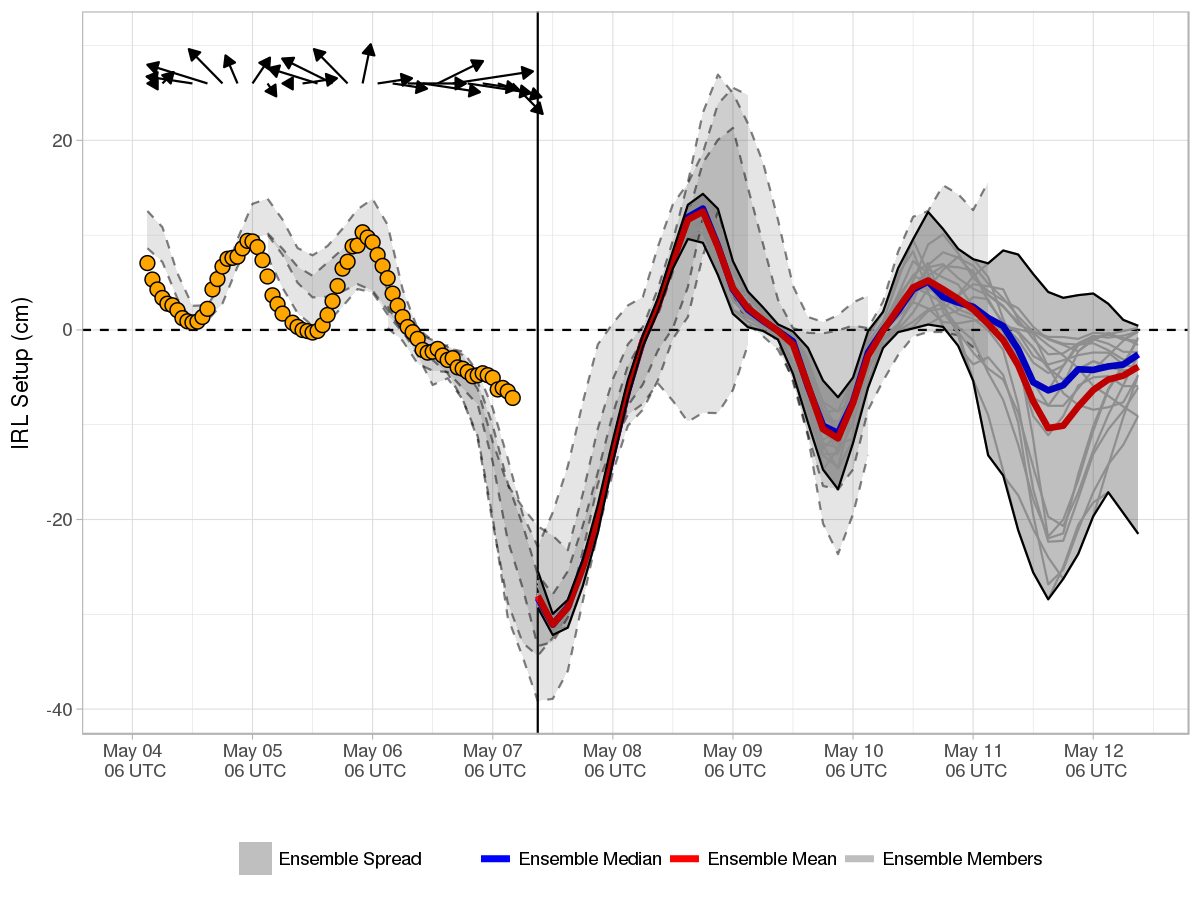 IRL Setup (cm)
20
0
-20
-40
May 04 May 05 May 06 May 07 May 08 May 09 May 10 May 11 May 12
06 UTC 06 UTC 06 UTC 06 UTC 06 UTC 06 UTC 06 UTC 06 UTC 06 UTC
Ensemble Spread Ensemble Median Ensemble Mean Ensemble Members